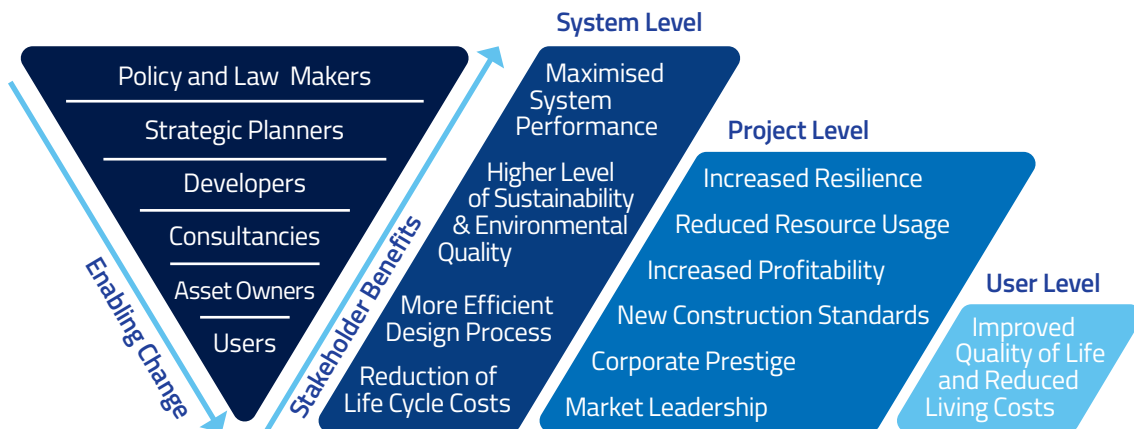 Policy and Law Makers
Strategic Planners
Developers
Consultancies
Asset Owners
Users
Enabling Change
Stakeholder Benefits
System Level
Maximised
System
Performance
Higher Level
of Sustainability
& Environmental
Quality
More Efficient
Design Process
Reduction of
Life Cycle Costs
Project Level
Increased Resilience
Reduced Resource Usage
Increased Profitability
New Construction Standards
Corporate Prestige
Market Leadership
User Level
Improved
Quality of Life
and Reduced
Living Costs